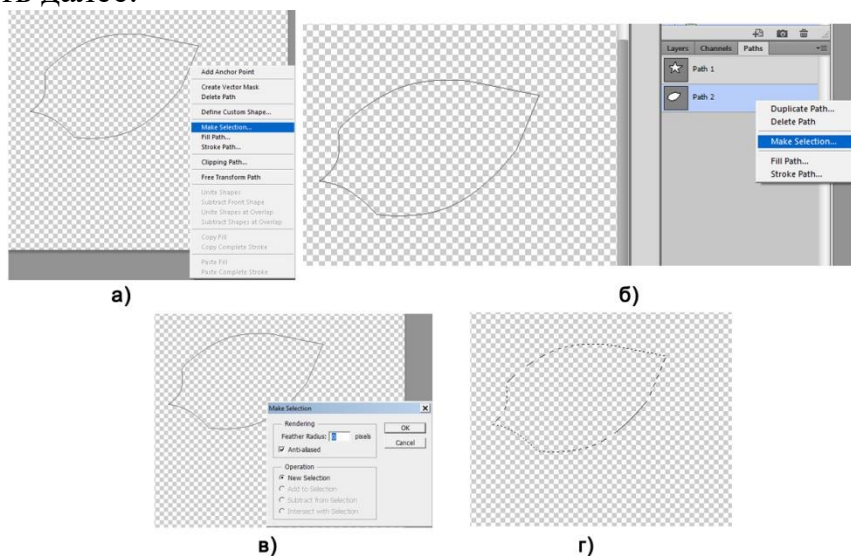 далее.
Add Anchor Point
Create Vector Mask
Delete Path
Define Custom Shape...
Make Selection...
Fill Path...
Stroke Path...
Clipping Path...
Free Transform Path
Unite Shapes
Subtract Front Shape
Unite Shapes at Overlap
Subtract Shapes at Overlap
Copy Fill
Copy Complete Stroke
Paste Fill
Paste Complete Stroke
а)
Layers Channels Paths
Path 1
Path 2
Duplicate Path...
Delete Path
Make Selection...
Fill Path...
Stroke Path...
б)
Make Selection
Rendering
Feather Radius: pixels
Anti-aliased
Operation
New Selection
Add to Selection
Subtract from Selection
Intersect with Selection
OK
Cancel
в)
г)